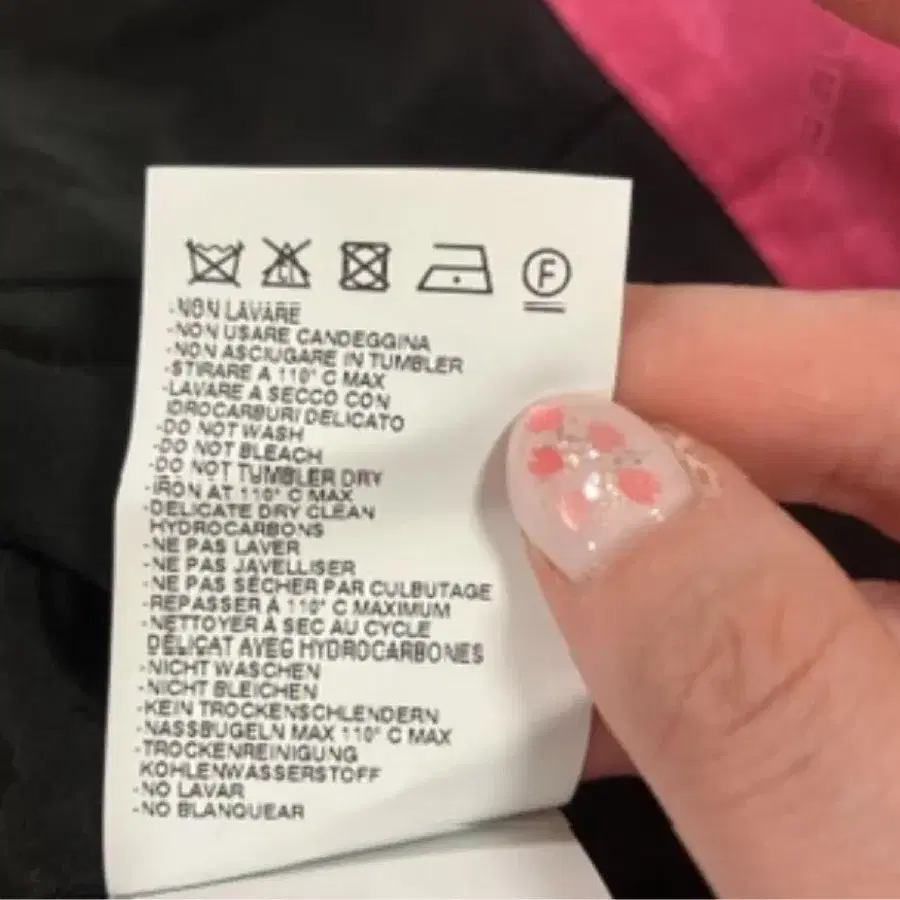 CL
F
-NON LAVARE
-NON USARE CANDEGGINA
-NON ASCIUGARE IN TUMBLER
-STIRARE A 110° C MAX
-LAVARE A SECCO CON
IDROCARBURI DELICATO
-DO NOT WASH
-DO NOT BLEACH
-DO NOT TUMBLER DRY
-IRON AT 110° C MAX
-DELICATE DRY CLEAN
HYDROCARBONS
-NE PAS LAVER
-NE PAS JAVELLISER
-NE PAS SÉCHER PAR CULBUTAGE
-REPASSER À 110° C MAXIMUM
-NETTOYER À SEC AU CYCLE
DÉLICAT AVEC HYDROCARBONES
-NICHT WASCHEN
-NICHT BLEICHEN
-KEIN TROCKENSCHLENDERN
-NASSBUGELN MAX 110° C MAX
-TROCKENREINIGUNG
KOHLENWASSERSTOFF
-NO LAVAR
-NO BLANQUEAR